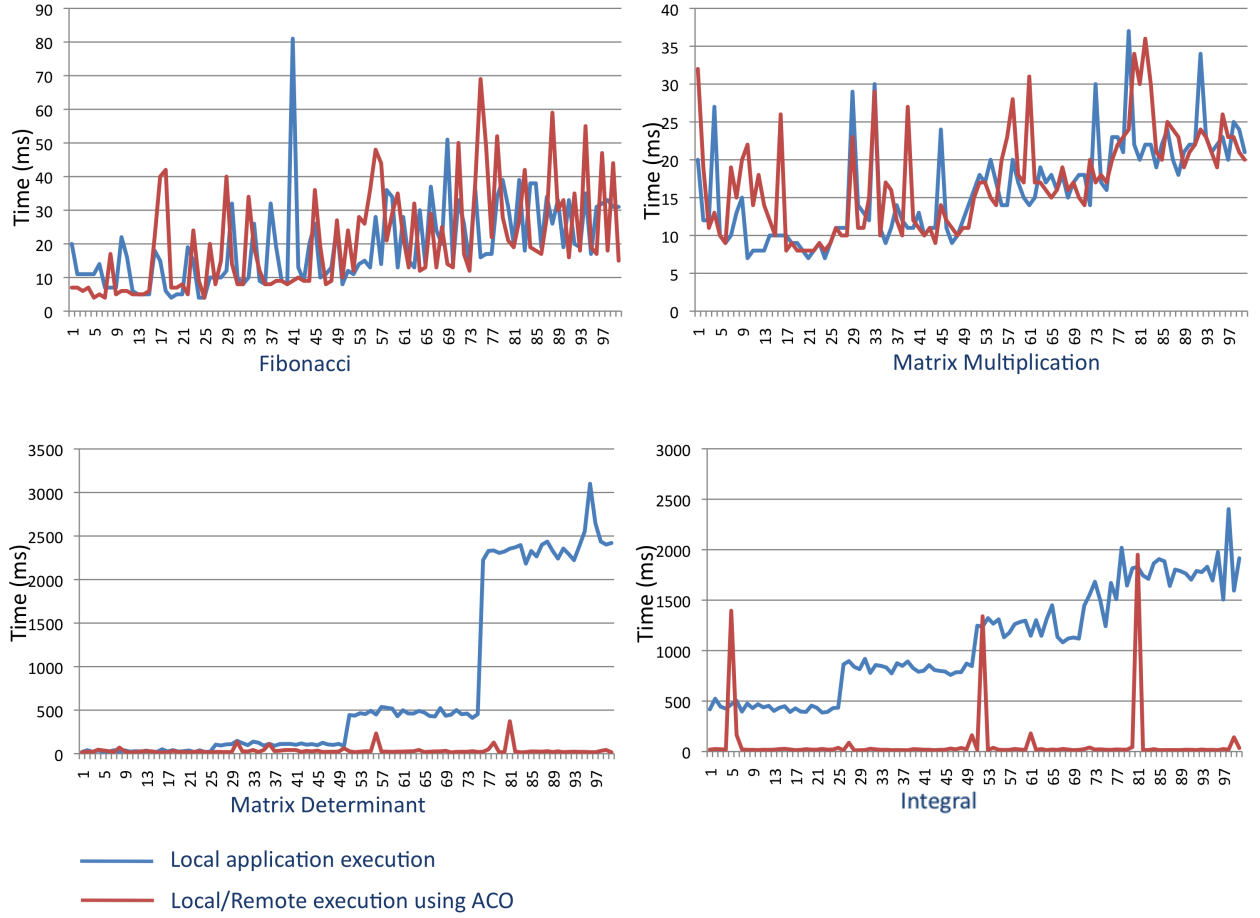 90
80
70
60
50
40
30
20
10
0
Time (ms)
1 5 9 13 17 21 25 29 33 37 41 45 49 53 57 61 65 69 73 77 81 85 89 93 97
Fibonacci
40
35
30
25
20
15
10
5
0
Time (ms)
1 5 9 13 17 21 25 29 33 37 41 45 49 53 57 61 65 69 73 77 81 85 89 93 97
Matrix Multiplication
3500
3000
2500
2000
1500
1000
500
0
Time (ms)
1 5 9 13 17 21 25 29 33 37 41 45 49 53 57 61 65 69 73 77 81 85 89 93 97
Matrix Determinant
3000
2500
2000
1500
1000
500
0
Time (ms)
1 5 9 13 17 21 25 29 33 37 41 45 49 53 57 61 65 69 73 77 81 85 89 93 97
Integral
Local application execution
Local/Remote execution using ACO